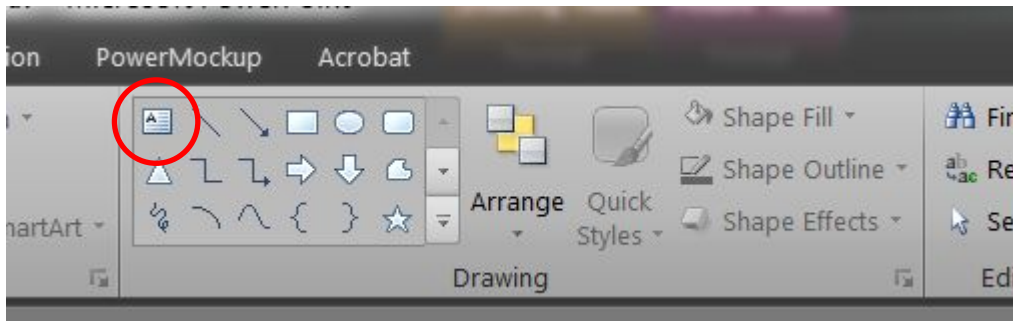 PowerMockup Acrobat
Shape Fill
Shape Outline
Arrange Quick Styles
Shape Effects
Drawing